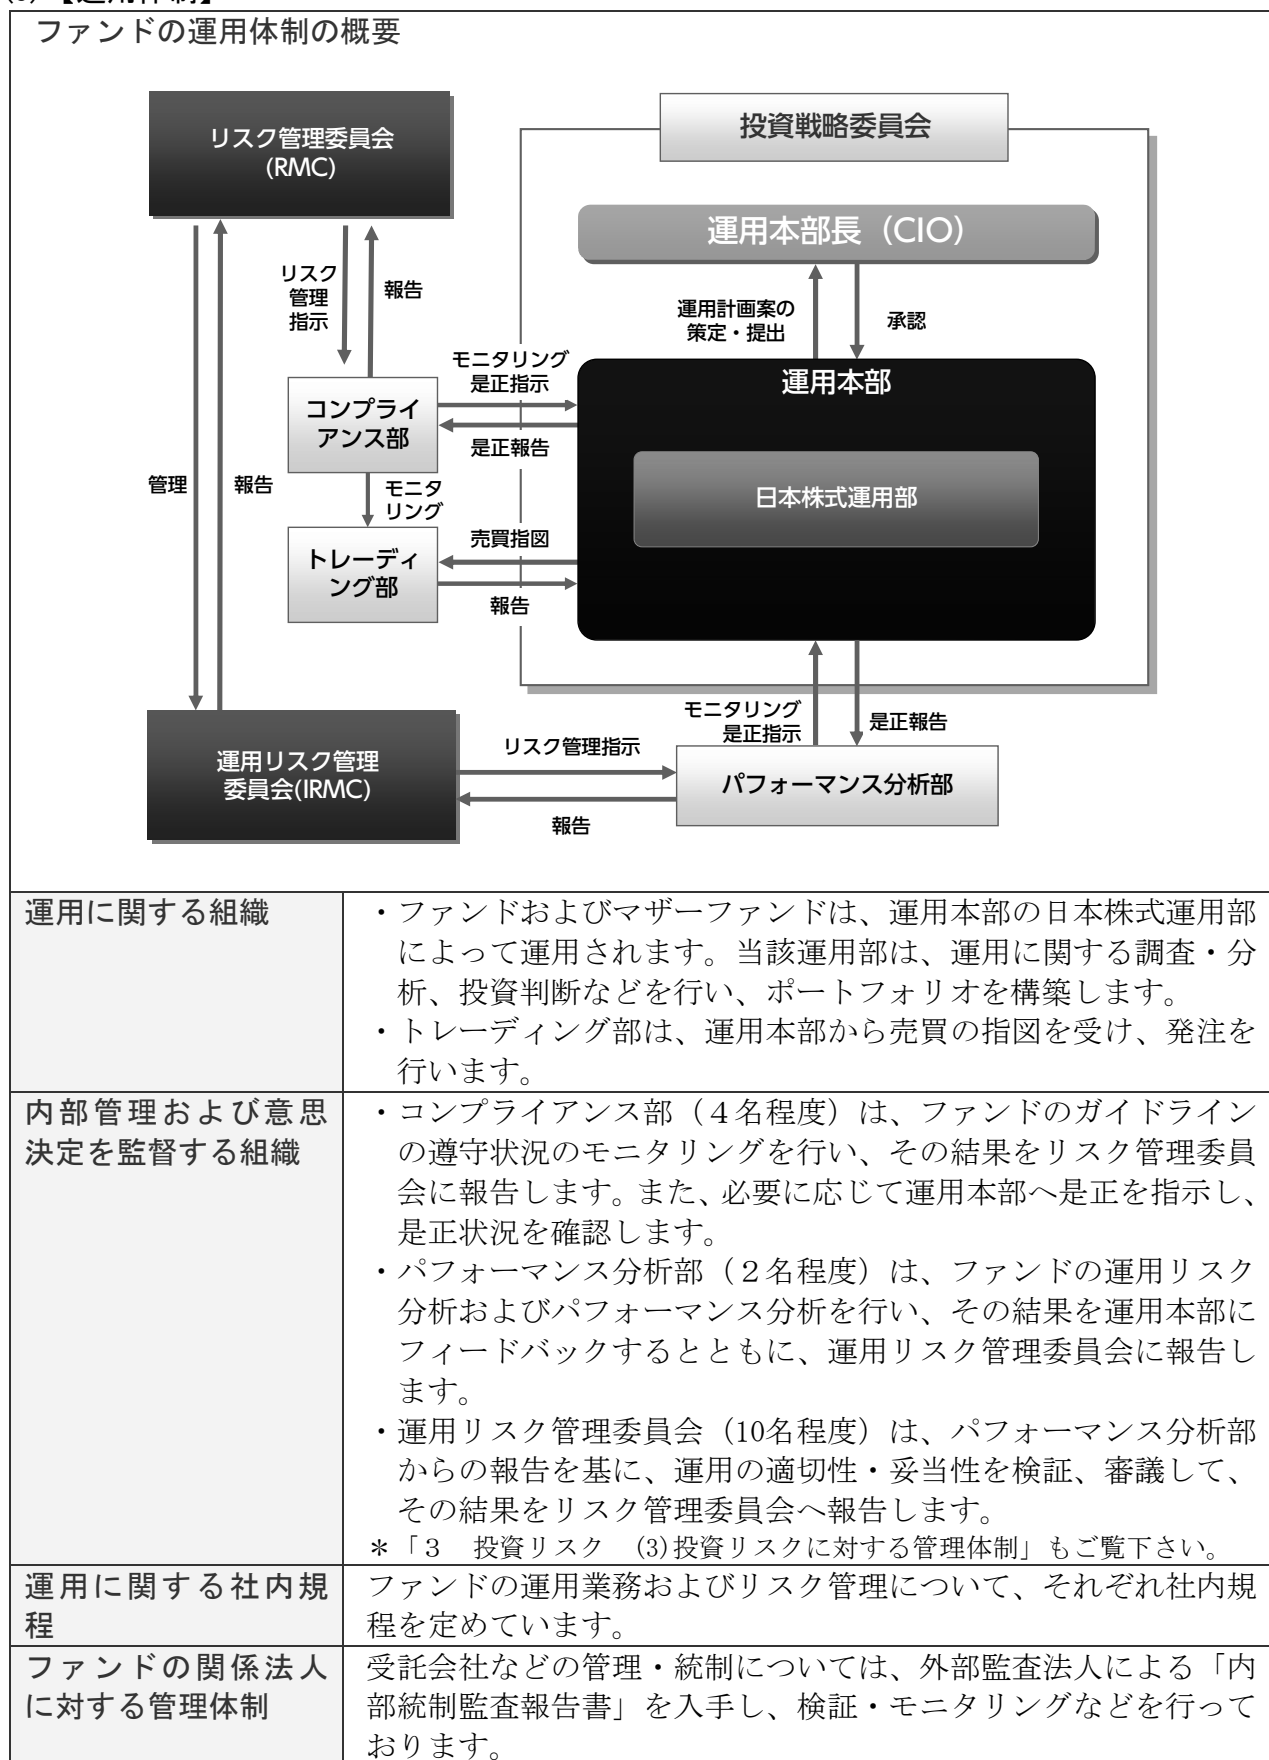 【運用体制】
ファンドの運用体制の概要
リスク管理委員会
(RMC)
投資戦略委員会
運用本部長（CIO）
リスク
管理
指示
報告
運用計画案の
策定・提出
承認
モニタリング
是正指示
運用本部
コンプライ
アンス部
是正報告
管理
報告
モニタ
リング
日本株式運用部
売買指図
トレーディ
ング部
報告
モニタリング
是正指示
是正報告
リスク管理指示
運用リスク管理
委員会(IRMC)
パフォーマンス分析部
報告
運用に関する組織
・ファンドおよびマザーファンドは、運用本部の日本株式運用部
によって運用されます。当該運用部は、運用に関する調査・分
析、投資判断などを行い、ポートフォリオを構築します。
・トレーディング部は、運用本部から売買の指図を受け、発注を
行います。
内部管理および意思
決定を監督する組織
・コンプライアンス部（４名程度）は、ファンドのガイドライン
の遵守状況のモニタリングを行い、その結果をリスク管理委員
会に報告します。また、必要に応じて運用本部へ是正を指示し、
是正状況を確認します。
・パフォーマンス分析部（２名程度）は、ファンドの運用リスク
分析およびパフォーマンス分析を行い、その結果を運用本部に
フィードバックするとともに、運用リスク管理委員会に報告し
ます。
・運用リスク管理委員会（10名程度）は、パフォーマンス分析部
からの報告を基に、運用の適切性・妥当性を検証、審議して、
その結果をリスク管理委員会へ報告します。
＊「３　投資リスク　(3)投資リスクに対する管理体制」もご覧下さい。
運用に関する社内規
程
ファンドの運用業務およびリスク管理について、それぞれ社内規
程を定めています。
ファンドの関係法人
に対する管理体制
受託会社などの管理・統制については、外部監査法人による「内
部統制監査報告書」を入手し、検証・モニタリングなどを行って
おります。